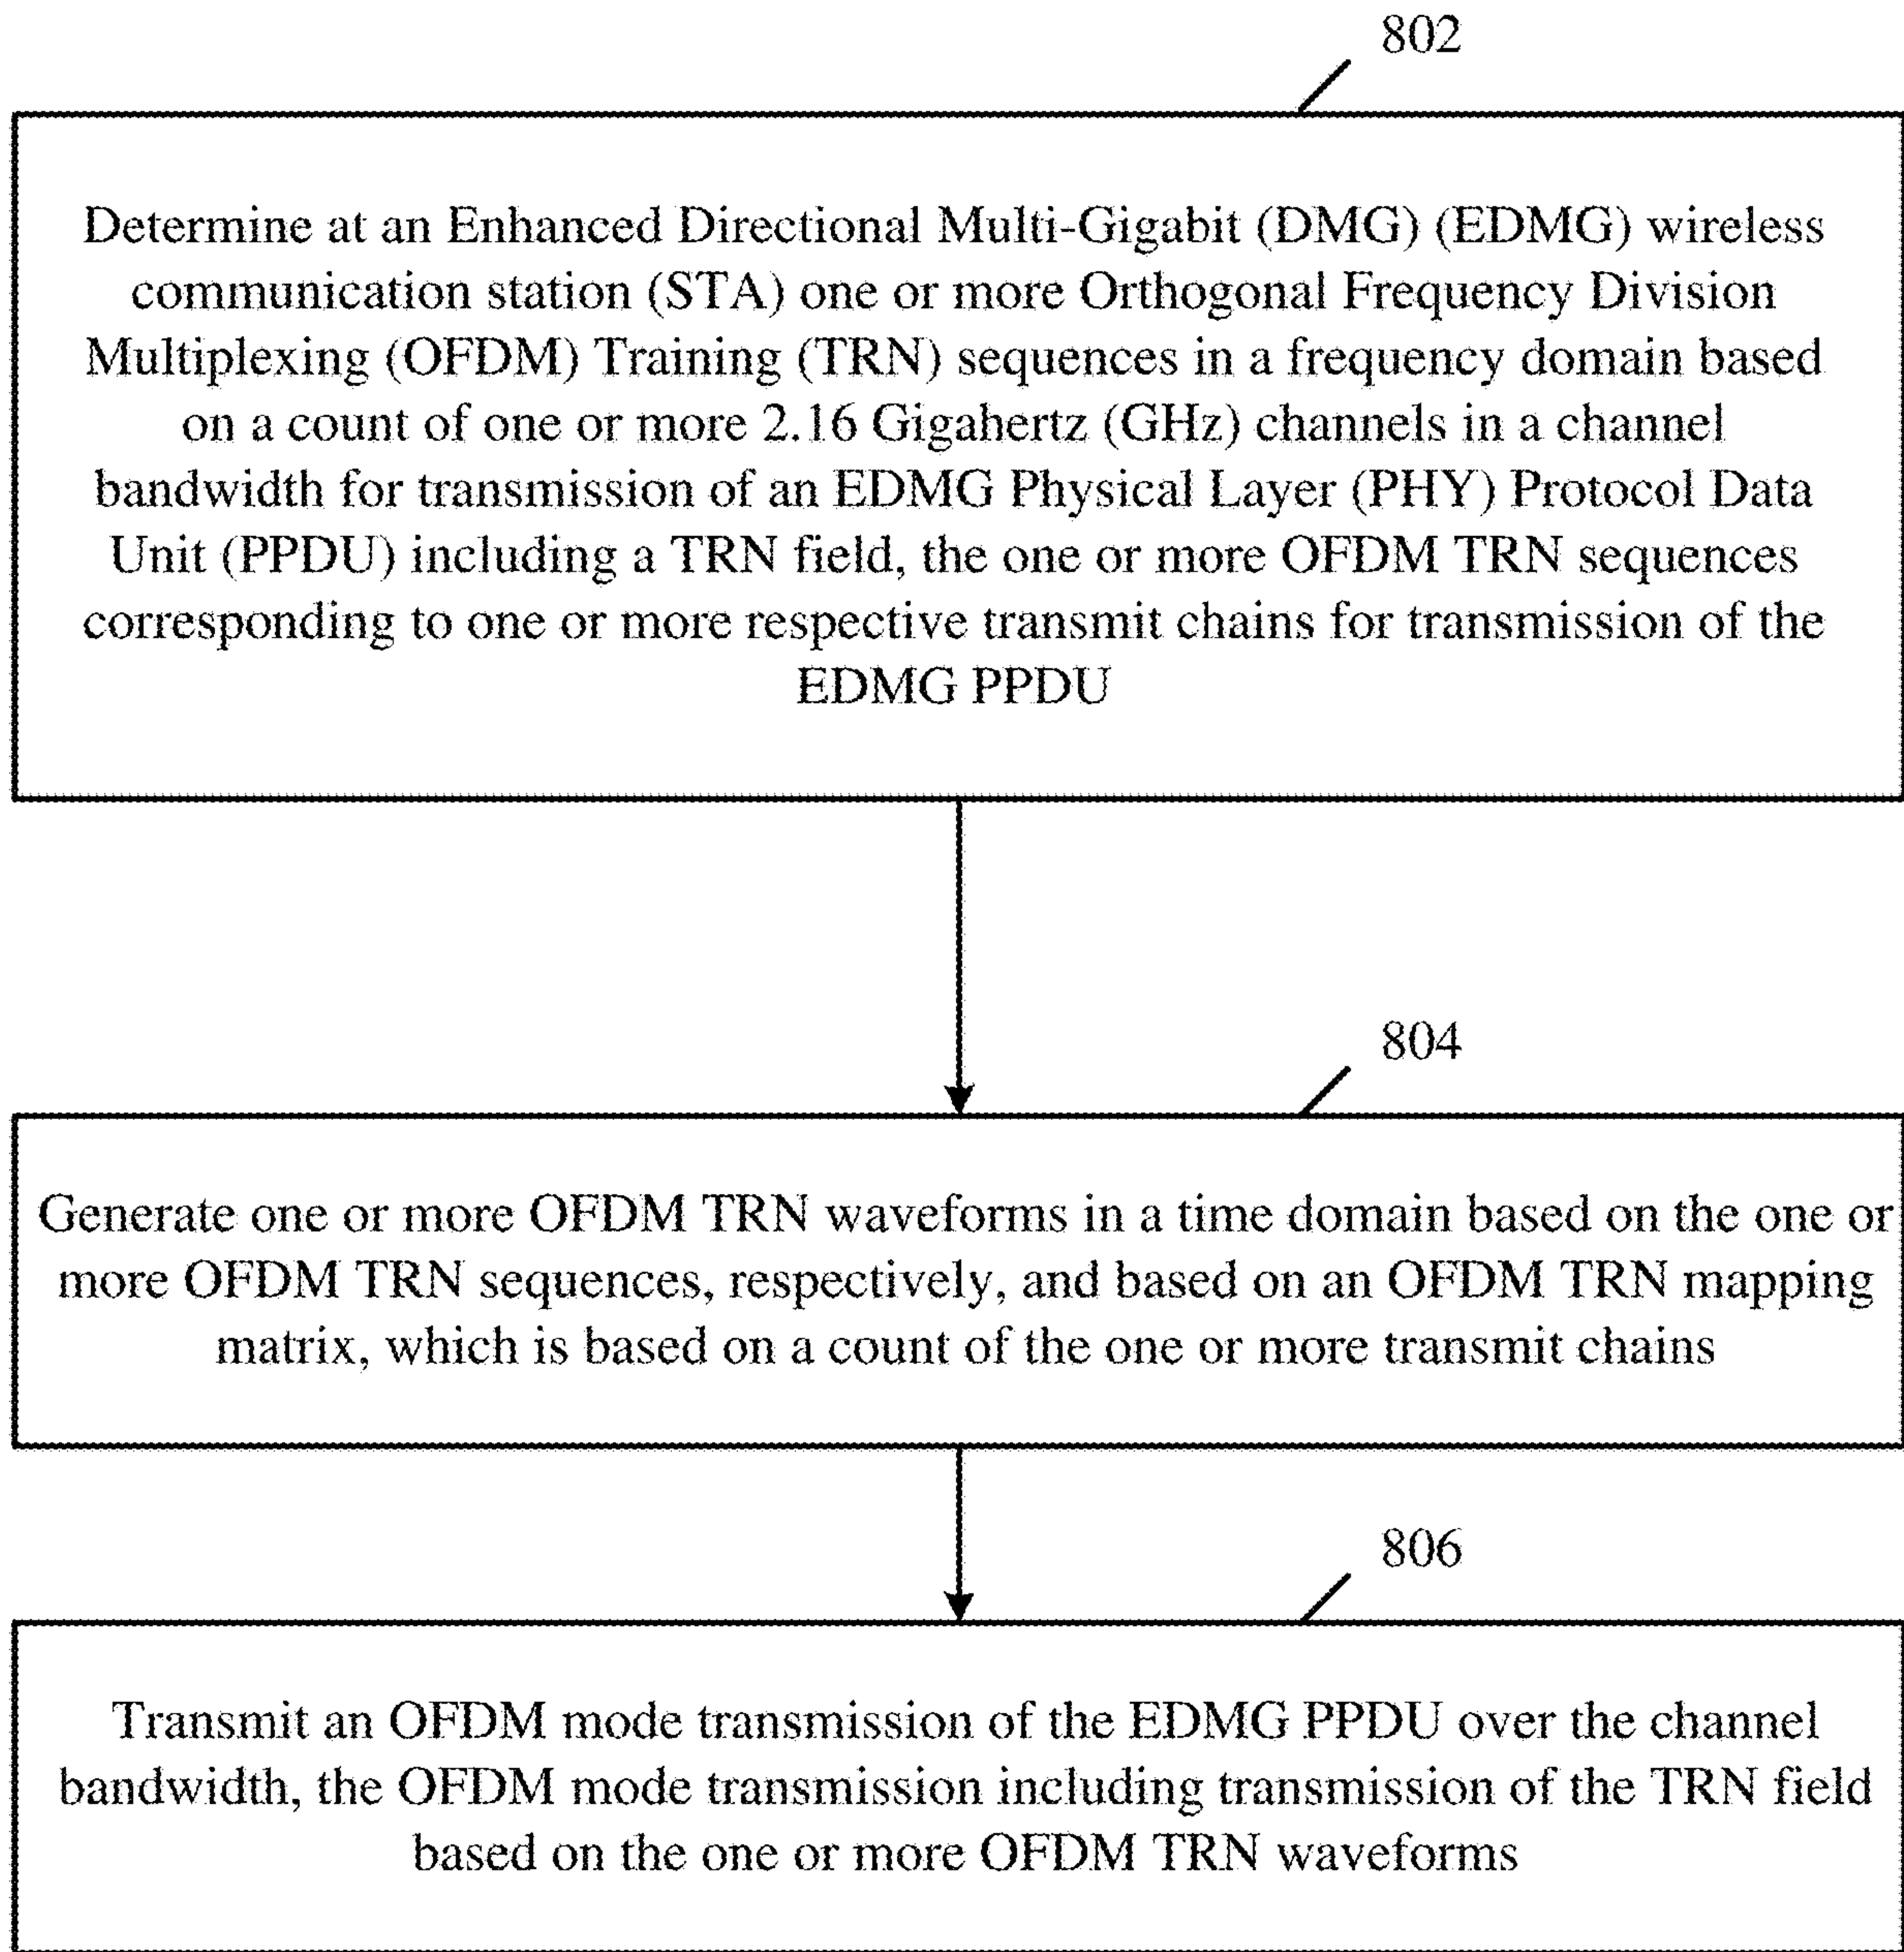 802
Determine at an Enhanced Directional Multi-Gigabit (DMG) (EDMG) wireless
communication station (STA) one or more Orthogonal Frequency Division
Multiplexing (OFDM) Training (TRN) sequences in a frequency domain based
on a count of one or more 2.16 Gigahertz (GHz) channels in a channel
bandwidth for transmission of an EDMG Physical Layer (PHY) Protocol Data
Unit (PPDU) including a TRN field, the one or more OFDM TRN sequences
corresponding to one or more respective transmit chains for transmission of the
EDMG PPDU
804
Generate one or more OFDM TRN waveforms in a time domain based on the one or
more OFDM TRN sequences, respectively, and based on an OFDM TRN mapping
matrix, which is based on a count of the one or more transmit chains
806
Transmit an OFDM mode transmission of the EDMG PPDU over the channel
bandwidth, the OFDM mode transmission including transmission of the TRN field
based on the one or more OFDM TRN waveforms